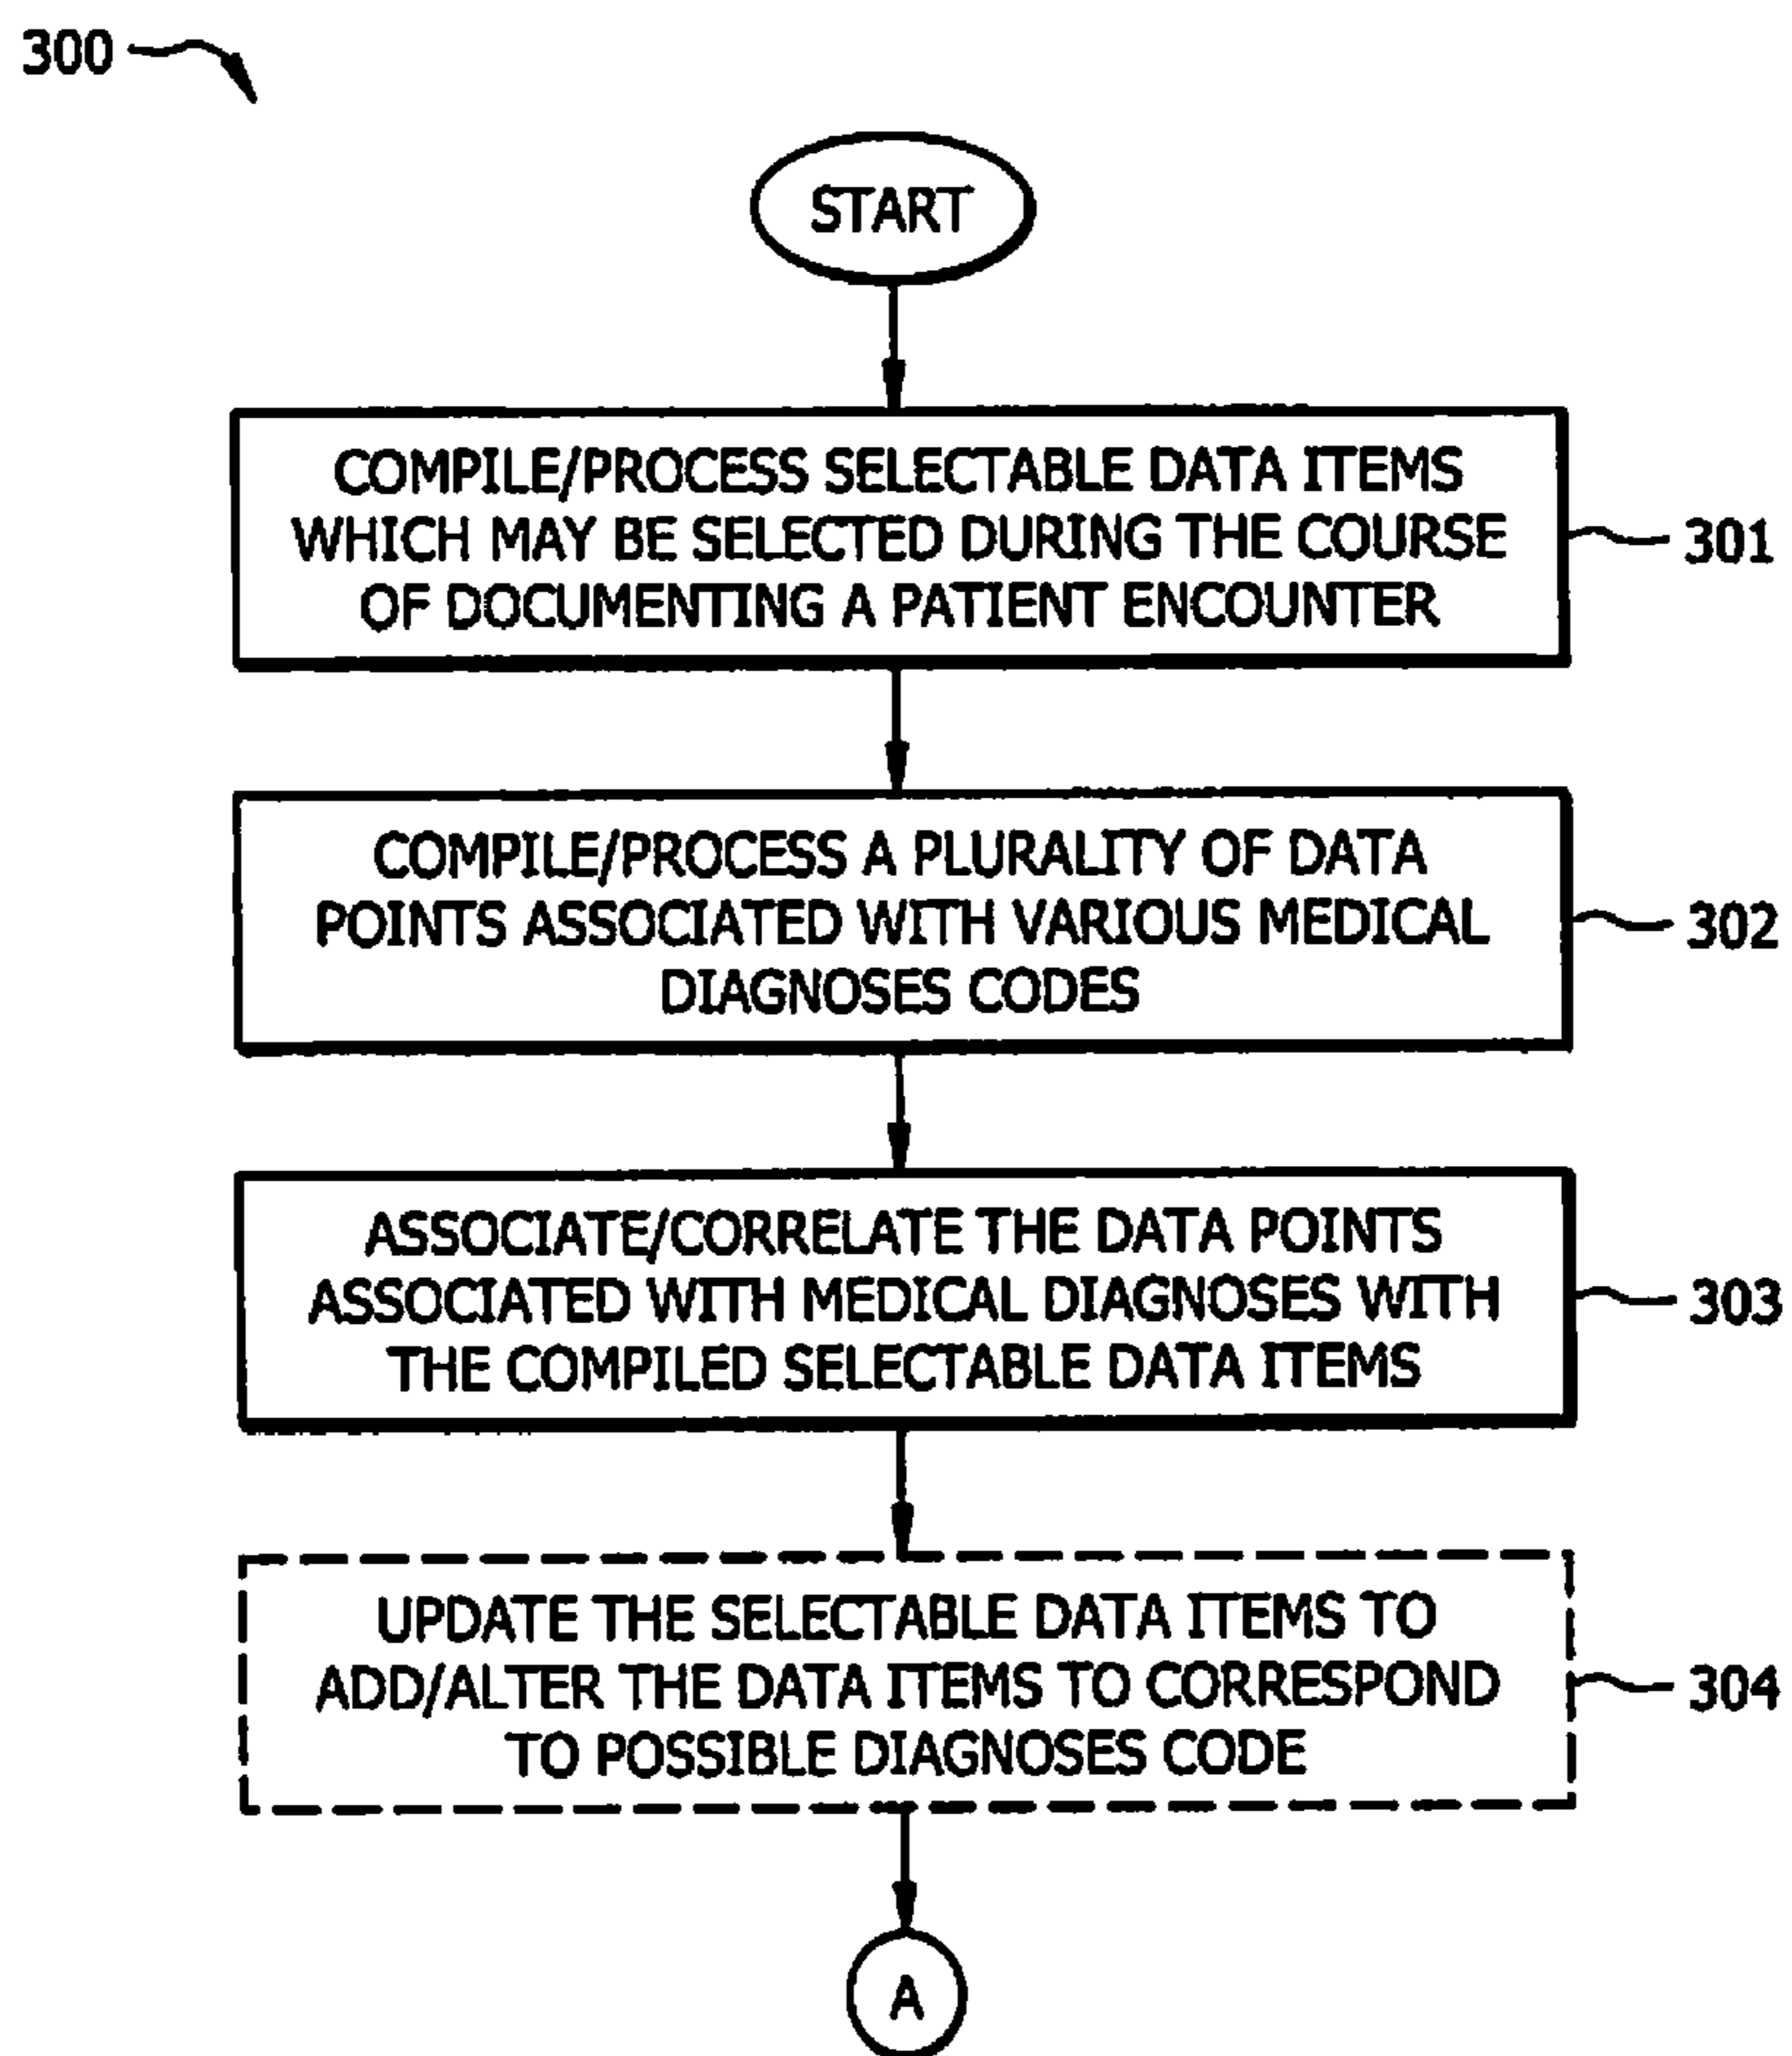 300
START
COMPILE/PROCESS SELECTABLE DATA ITEMS
WHICH MAY BE SELECTED DURING THE COURSE
OF DOCUMENTING A PATIENT ENCOUNTER
301
COMPILE/PROCESS A PLURALITY OF DATA
POINTS ASSOCIATED WITH VARIOUS MEDICAL
DIAGNOSES CODES
302
ASSOCIATE/CORRELATE THE DATA POINTS
ASSOCIATED WITH MEDICAL DIAGNOSES WITH
THE COMPILED SELECTABLE DATA ITEMS
303
UPDATE THE SELECTABLE DATA ITEMS TO
ADD/ALTER THE DATA ITEMS TO CORRESPOND
TO POSSIBLE DIAGNOSES CODE
304
A